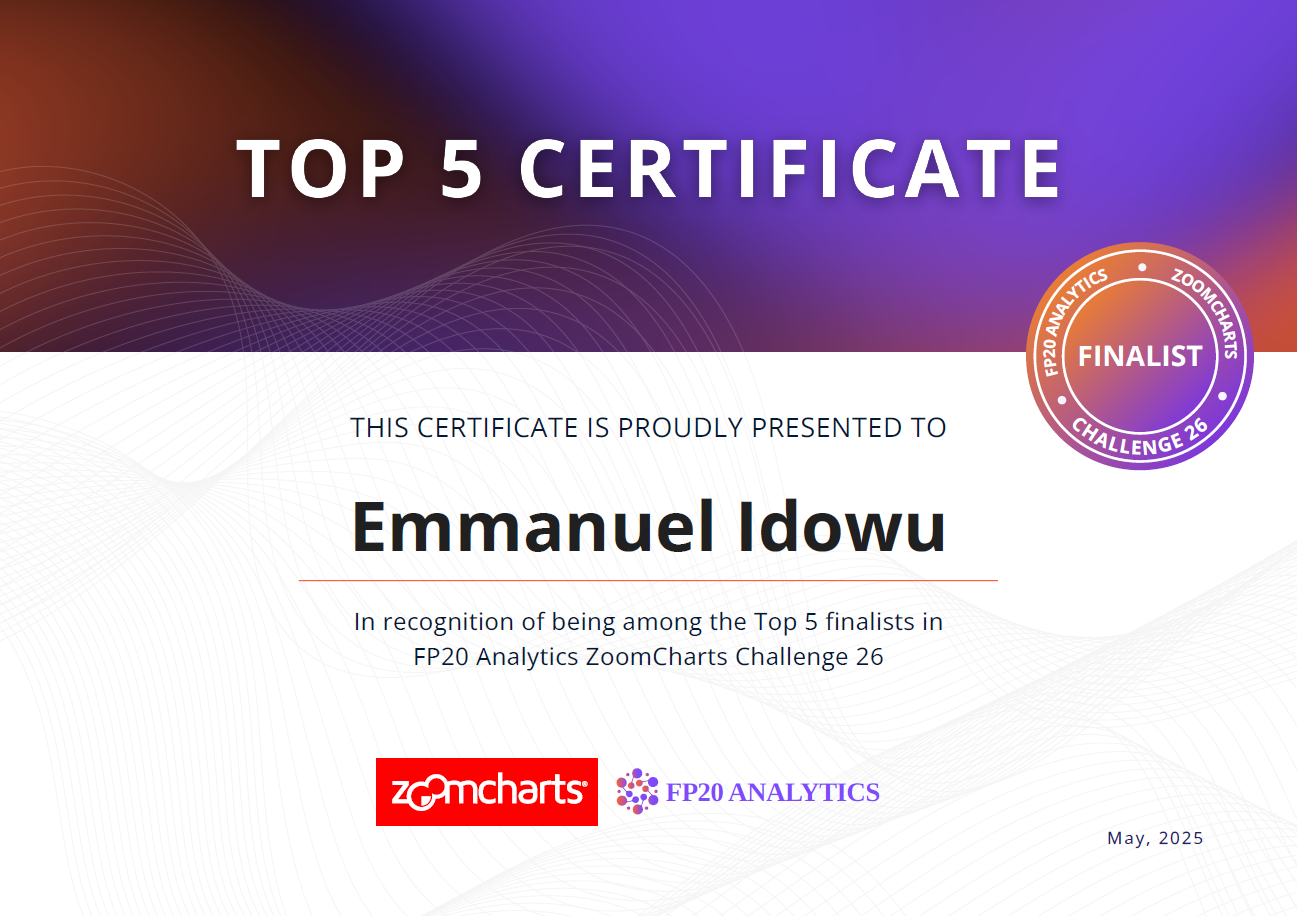 TOP 5 CERTIFICATE
FP20 ANALYTICS
ZOOMCHARTS
FINALIST
CHALLENGE 26
THIS CERTIFICATE IS PROUDLY PRESENTED TO
Emmanuel Idowu
In recognition of being among the Top 5 finalists in
FP20 Analytics ZoomCharts Challenge 26
zoomcharts®
FP20 ANALYTICS
May, 2025